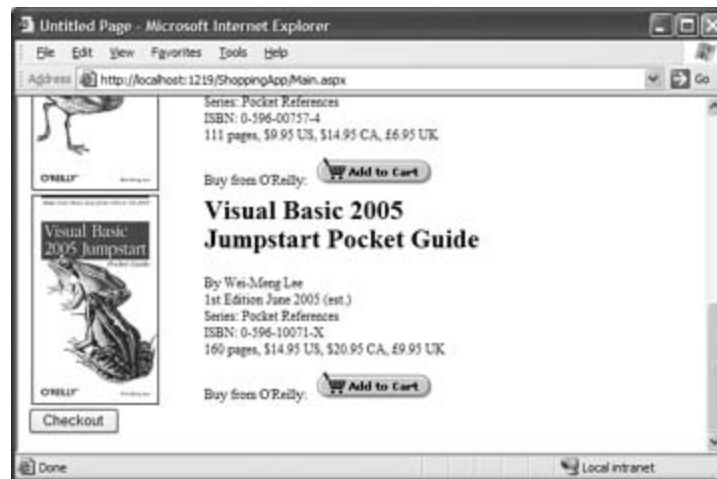 Untitled Page - Microsoft Internet Explorer
File Edit View Favorites Tools Help
Address http://localhost:1219/ShoppingApp/Main.aspx Go
Series: Pocket References
ISBN: 0-596-00757-4
111 pages, $9.95 US, $14.95 CA, £6.95 UK
O'REILLY'
Buy from O'Reilly: Add to Cart
Visual Basic 2005
Jumpstart Pocket Guide
Visual Basic
2005 Jumpstart
Pocket Guide
By Wei-Meng Lee
1st Edition June 2005 (est.)
Series: Pocket References
ISBN: 0-596-10071-X
160 pages, $14.95 US, $20.95 CA, £9.95 UK
O'REILLY'
Buy from O'Reilly: Add to Cart
Checkout
Done Local intranet